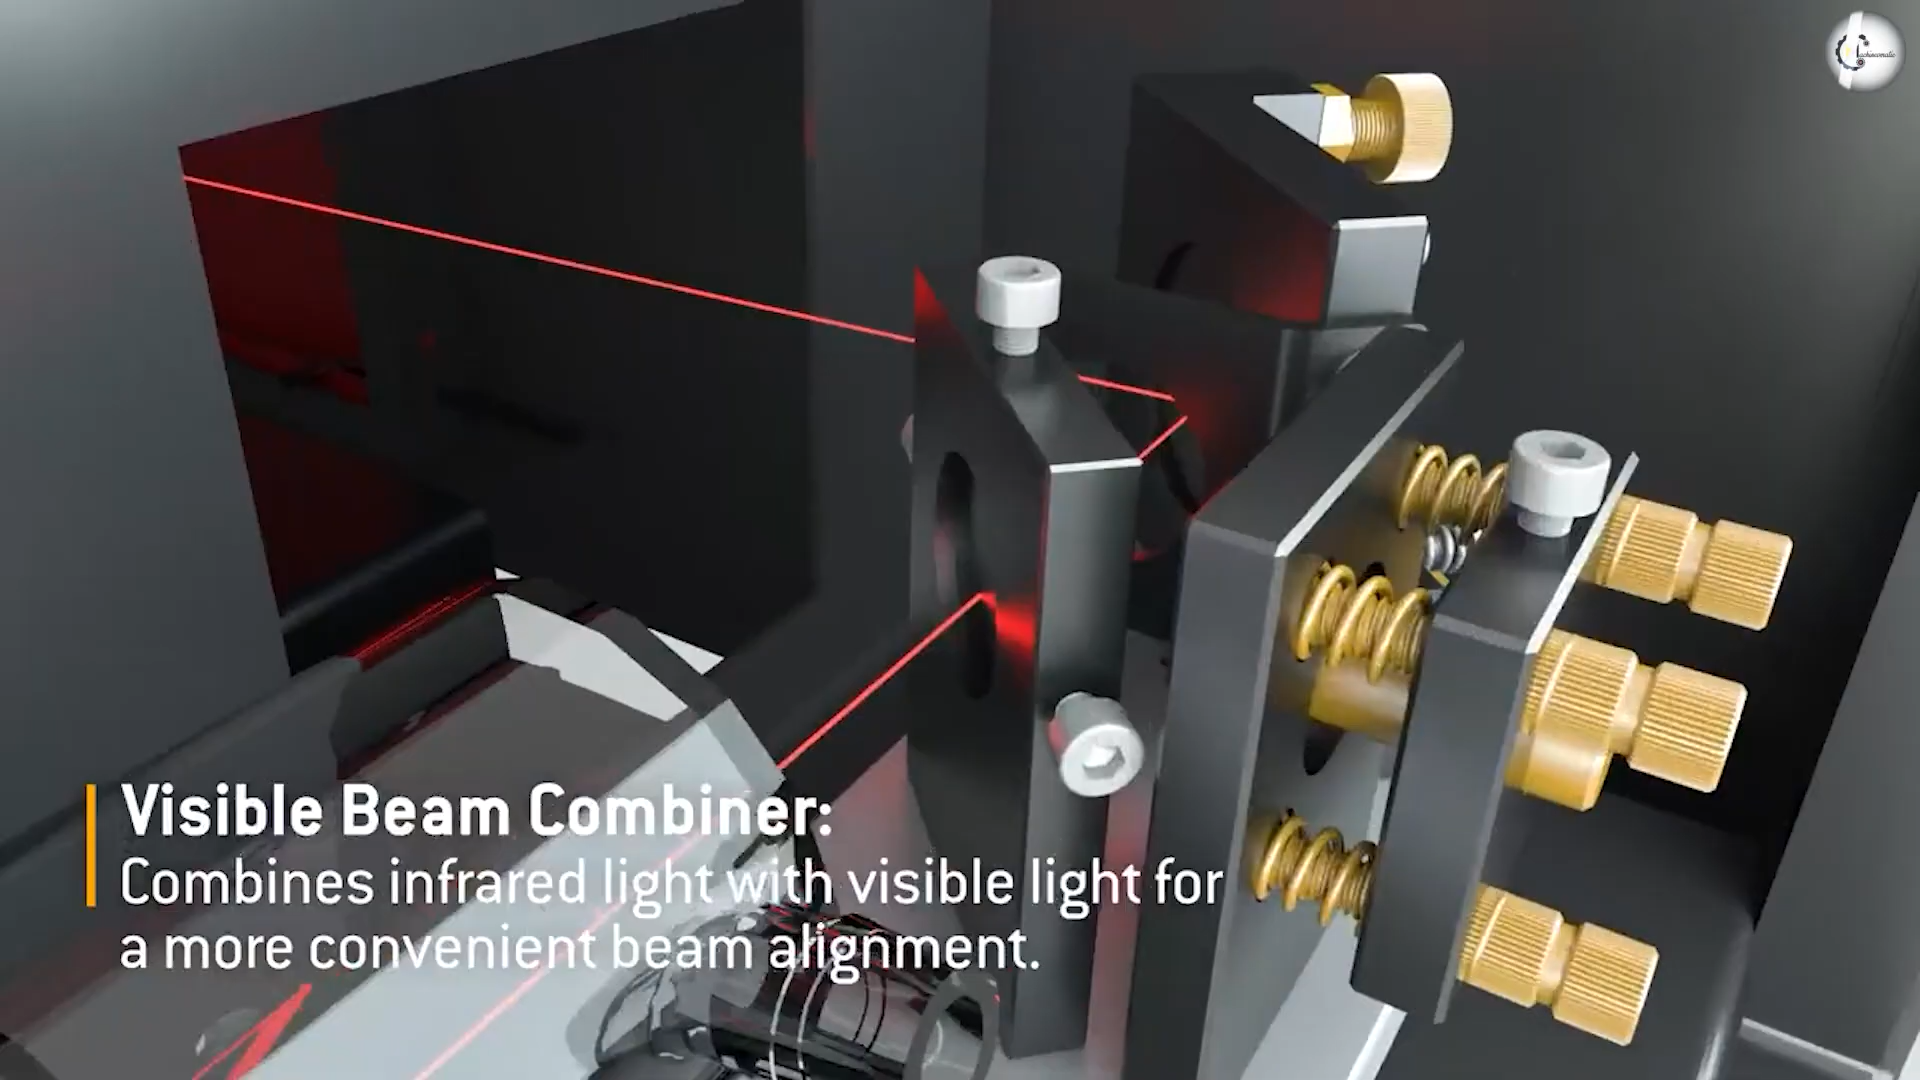 Visible Beam Combiner:
Combines infrared light with visible light for
a more convenient beam alignment.